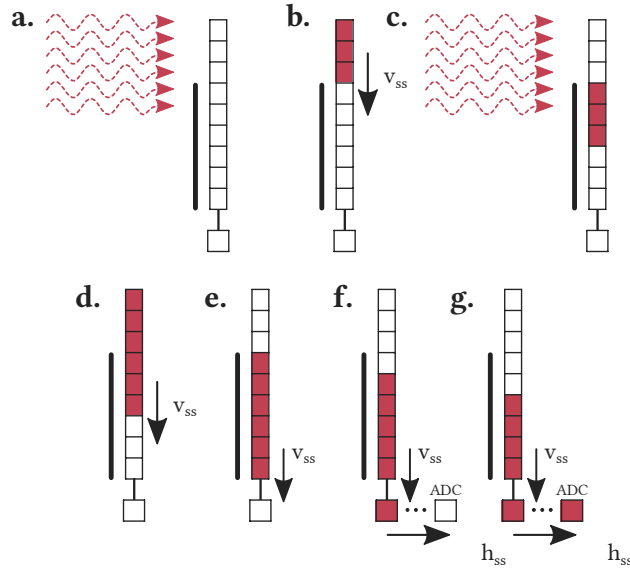 a. b. c.
v_ss
d. e. f. g.
v_ss
v_ss v_ss v_ss
ADC ADC
h_ss h_ss